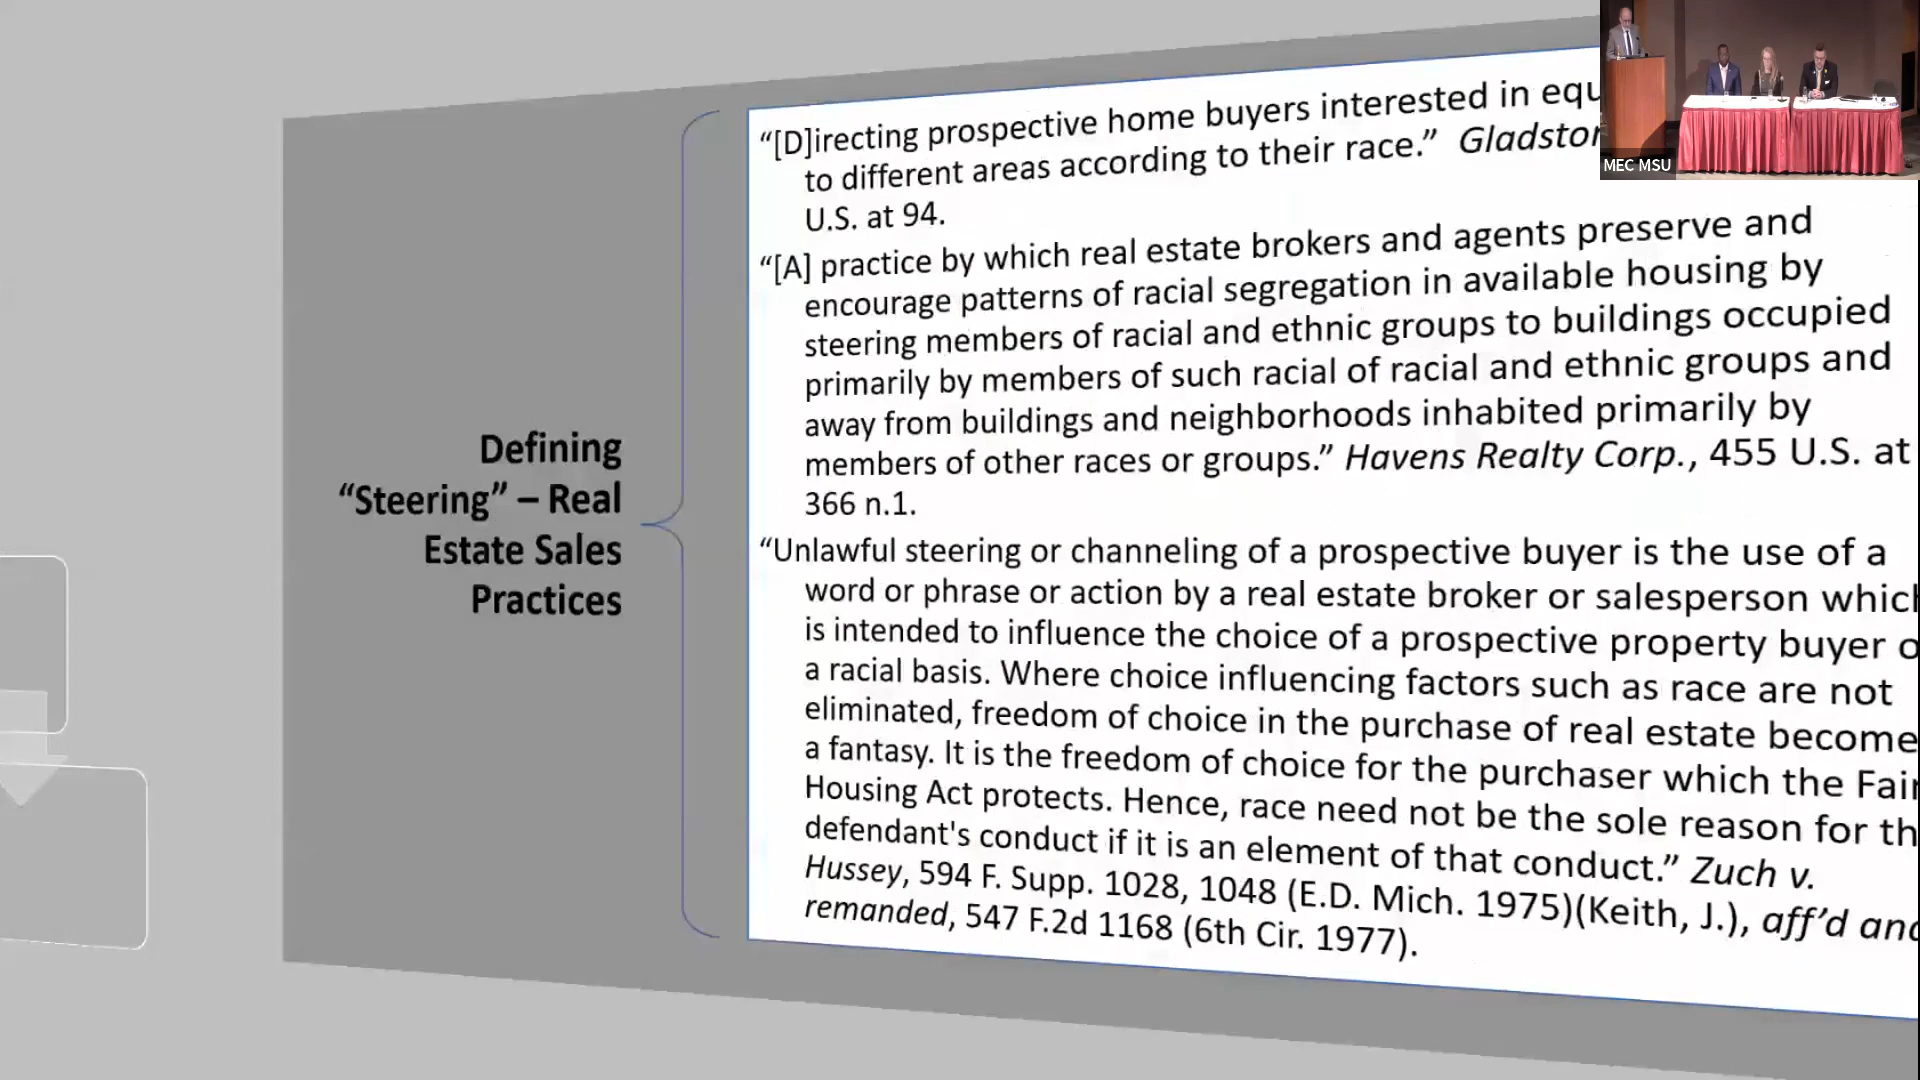 “[D]irecting prospective home buyers interested in equ
to different areas according to their race.” Gladston
U.S. at 94.
“[A] practice by which real estate brokers and agents preserve and
encourage patterns of racial segregation in available housing by
steering members of racial and ethnic groups to buildings occupied
primarily by members of such racial of racial and ethnic groups and
away from buildings and neighborhoods inhabited primarily by
members of other races or groups.” Havens Realty Corp., 455 U.S. at
366 n.1.
“Unlawful steering or channeling of a prospective buyer is the use of a
word or phrase or action by a real estate broker or salesperson which
is intended to influence the choice of a prospective property buyer o
a racial basis. Where choice influencing factors such as race are not
eliminated, freedom of choice in the purchase of real estate become
a fantasy. It is the freedom of choice for the purchaser which the Fair
Housing Act protects. Hence, race need not be the sole reason for th
defendant's conduct if it is an element of that conduct.” Zuch v.
Hussey, 594 F. Supp. 1028, 1048 (E.D. Mich. 1975)(Keith, J.), aff’d and
remanded, 547 F.2d 1168 (6th Cir. 1977).
Defining
“Steering” – Real
Estate Sales
Practices
MEC MSU